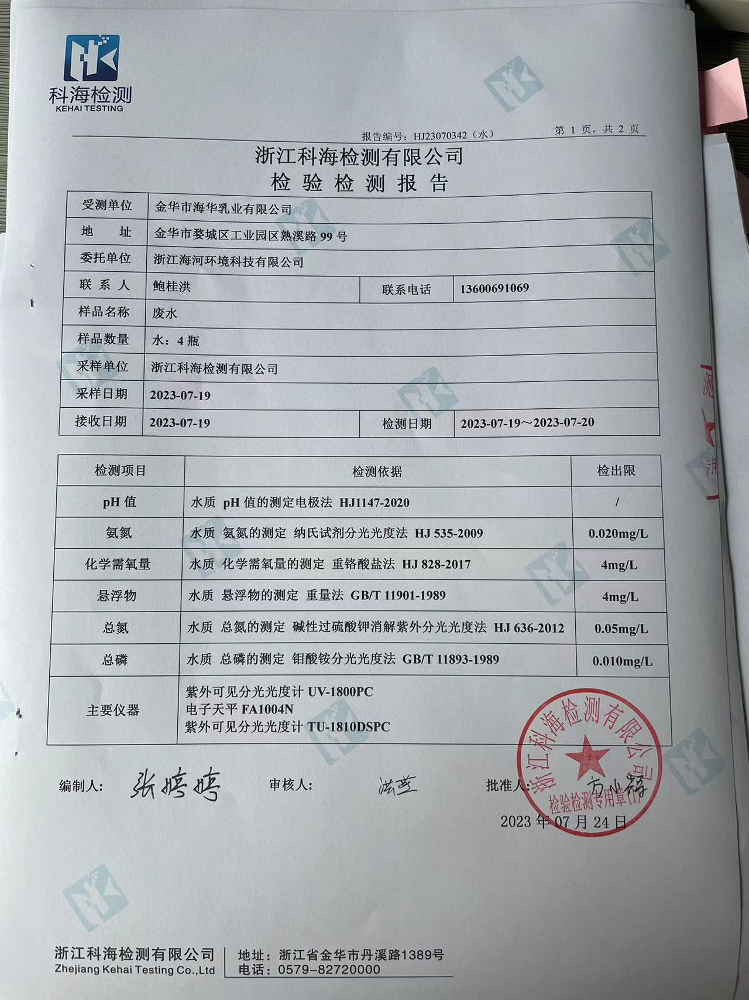 科海检测
KEHAI TESTING
报告编号：HJ23070342（水） 第 1 页，共 2 页
浙江科海检测有限公司
检 验 检 测 报 告
受测单位 金华市海华乳业有限公司
地 址 金华市婺城区工业园区熟溪路 99 号
委托单位 浙江海河环境科技有限公司
联 系 人 鲍桂洪 联系电话 13600691069
样品名称 废水
样品数量 水：4 瓶
采样单位 浙江科海检测有限公司
采样日期 2023-07-19
接收日期 2023-07-19 检测日期 2023-07-19～2023-07-20
检测项目 检测依据 检出限
pH 值 水质 pH 值的测定电极法 HJ1147-2020 /
氨氮 水质 氨氮的测定 纳氏试剂分光光度法 HJ 535-2009 0.020mg/L
化学需氧量 水质 化学需氧量的测定 重铬酸盐法 HJ 828-2017 4mg/L
悬浮物 水质 悬浮物的测定 重量法 GB/T 11901-1989 4mg/L
总氮 水质 总氮的测定 碱性过硫酸钾消解紫外分光光度法 HJ 636-2012 0.05mg/L
总磷 水质 总磷的测定 钼酸铵分光光度法 GB/T 11893-1989 0.010mg/L
主要仪器 紫外可见分光光度计 UV-1800PC
电子天平 FA1004N
紫外可见分光光度计 TU-1810DSPC
浙江科海检测有限公司
检验检测专用章(1)
编制人： 张婷婷 审核人： 洪燕 批准人： 方小
2023 年 07 月 24 日
测
专用
浙江科海检测有限公司 地址：浙江省金华市丹溪路1389号
Zhejiang Kehai Testing Co.,Ltd 电话：0579-82720000